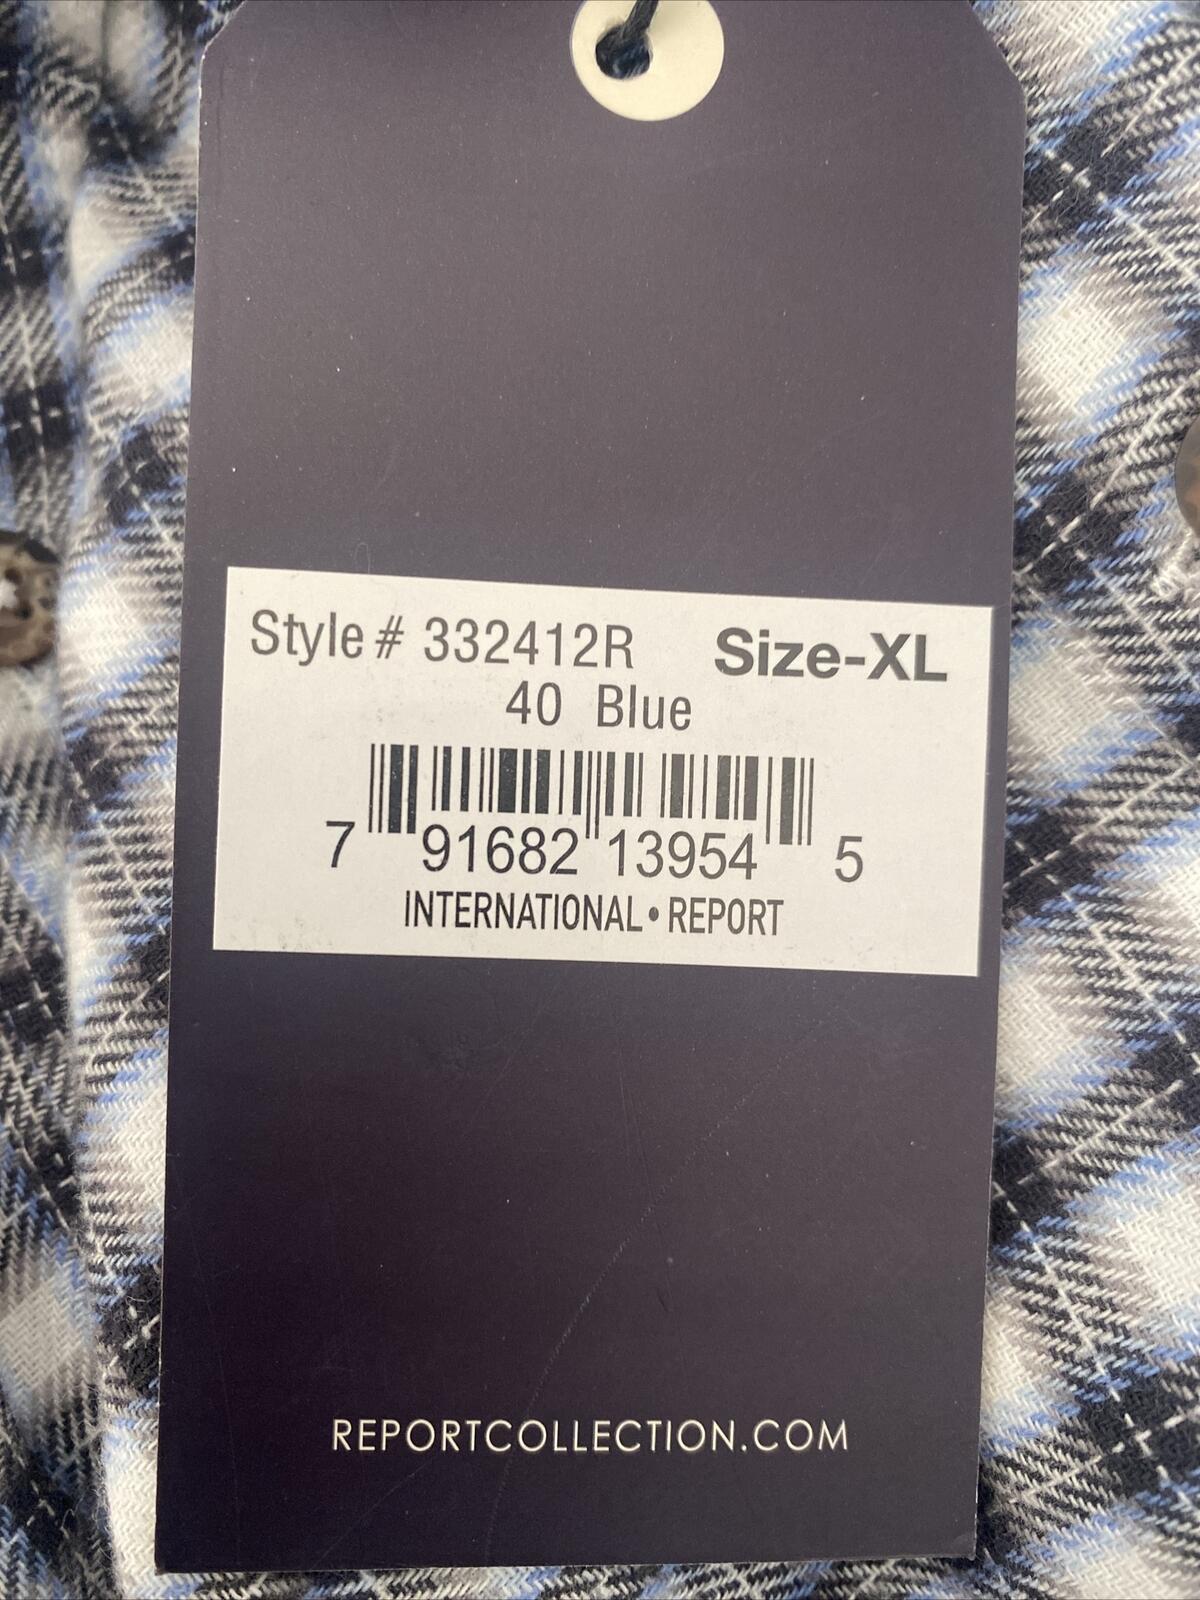 Style # 332412R Size-XL
40 Blue
7 91682 13954 5
INTERNATIONAL • REPORT
REPORTCOLLECTION.COM